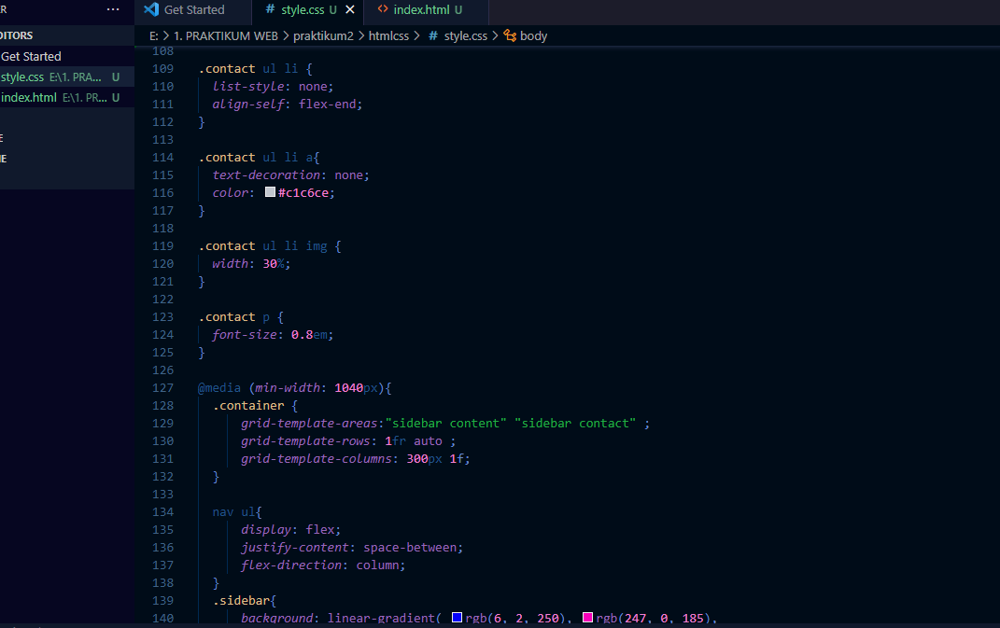 R ...
Get Started
# style.css U
<> index.html U
DITORS
Get Started
style.css E:\1. PRA... U
index.html E:\1. PR... U
E
IE
E: > 1. PRAKTIKUM WEB > praktikum2 > htmlcss > # style.css > body
108
109 .contact ul li {
110 list-style: none;
111 align-self: flex-end;
112 }
113
114 .contact ul li a{
115 text-decoration: none;
116 color: #c1c6ce;
117 }
118
119 .contact ul li img {
120 width: 30%;
121 }
122
123 .contact p {
124 font-size: 0.8em;
125 }
126
127 @media (min-width: 1040px){
128 .container {
129 grid-template-areas:"sidebar content" "sidebar contact" ;
130 grid-template-rows: 1fr auto ;
131 grid-template-columns: 300px 1f;
132 }
133
134 nav ul{
135 display: flex;
136 justify-content: space-between;
137 flex-direction: column;
138 }
139 .sidebar{
140 background: linear-gradient( rgb(6, 2, 250), rgb(247, 0, 185),